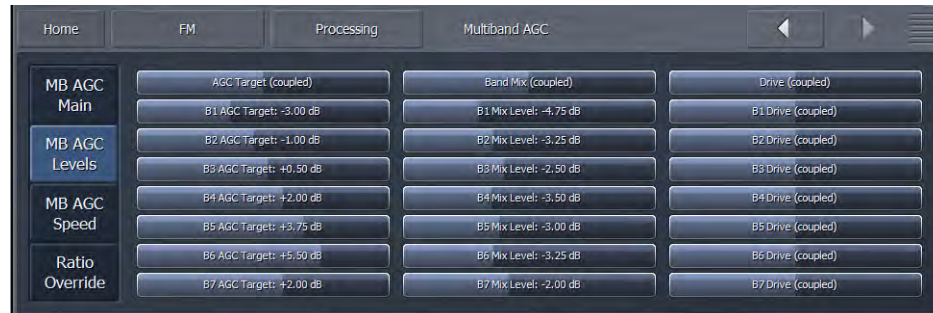 Home FM Processing Multiband AGC
MB AGC
Main
MB AGC
Levels
MB AGC
Speed
Ratio
Override
AGC Target (coupled) Band Mix (coupled) Drive (coupled)
B1 AGC Target: -3.00 dB B1 Mix Level: -4.75 dB B1 Drive (coupled)
B2 AGC Target: -1.00 dB B2 Mix Level: -3.25 dB B2 Drive (coupled)
B3 AGC Target: +0.50 dB B3 Mix Level: -2.50 dB B3 Drive (coupled)
B4 AGC Target: +2.00 dB B4 Mix Level: -3.50 dB B4 Drive (coupled)
B5 AGC Target: +3.75 dB B5 Mix Level: -3.00 dB B5 Drive (coupled)
B6 AGC Target: +5.50 dB B6 Mix Level: -3.25 dB B6 Drive (coupled)
B7 AGC Target: +2.00 dB B7 Mix Level: -2.00 dB B7 Drive (coupled)